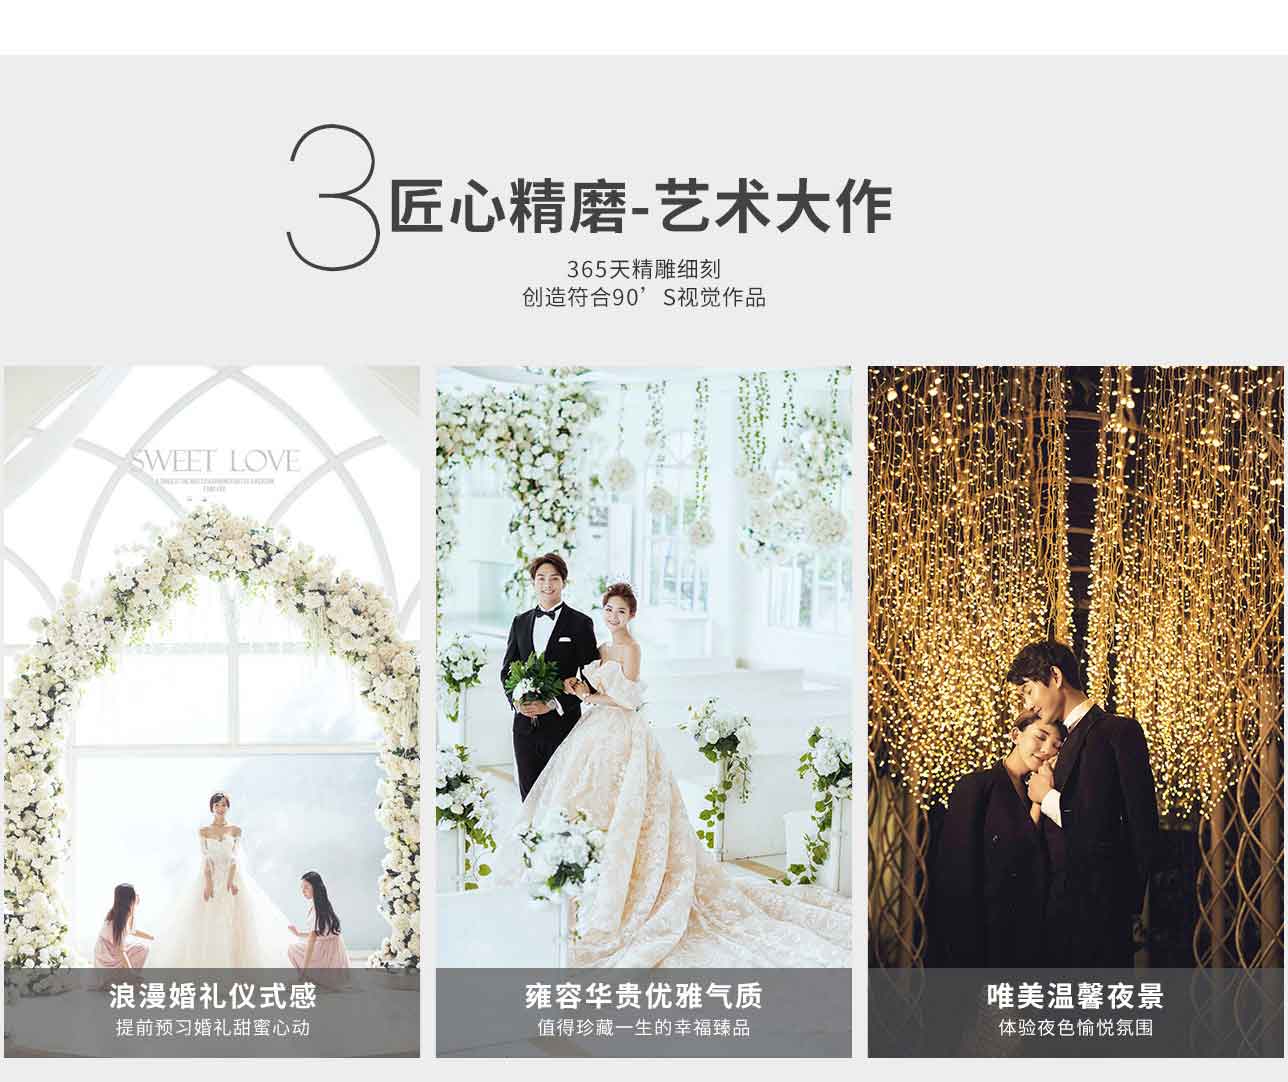 3 匠心精磨-艺术大作
365天精雕细刻
创造符合90’S视觉作品
SWEET LOVE
浪漫婚礼仪式感
提前预习婚礼甜蜜心动
雍容华贵优雅气质
值得珍藏一生的幸福臻品
唯美温馨夜景
体验夜色愉悦氛围